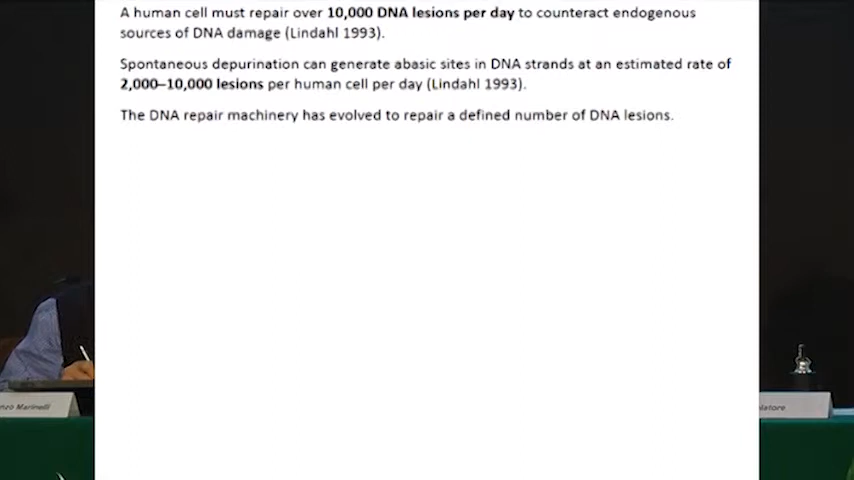 A human cell must repair over 10,000 DNA lesions per day to counteract endogenous
sources of DNA damage (Lindahl 1993).
Spontaneous depurination can generate abasic sites in DNA strands at an estimated rate of
2,000–10,000 lesions per human cell per day (Lindahl 1993).
The DNA repair machinery has evolved to repair a defined number of DNA lesions.
Marinelli